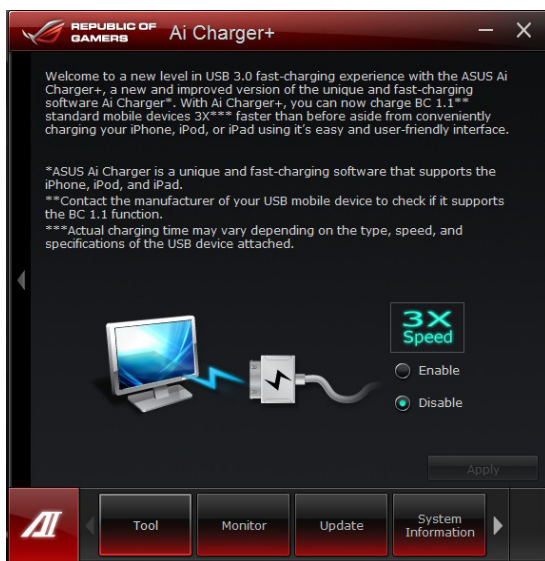 REPUBLIC OF
GAMERS
Ai Charger+
Welcome to a new level in USB 3.0 fast-charging experience with the ASUS Ai
Charger+, a new and improved version of the unique and fast-charging
software Ai Charger*. With Ai Charger+, you can now charge BC 1.1**
standard mobile devices 3X*** faster than before aside from conveniently
charging your iPhone, iPod, or iPad using it's easy and user-friendly interface.
*ASUS Ai Charger is a unique and fast-charging software that supports the
iPhone, iPod, and iPad.
**Contact the manufacturer of your USB mobile device to check if it supports
the BC 1.1 function.
***Actual charging time may vary depending on the type, speed, and
specifications of the USB device attached.
3X
Speed
Enable
Disable
Apply
AI
Tool
Monitor
Update
System
Information